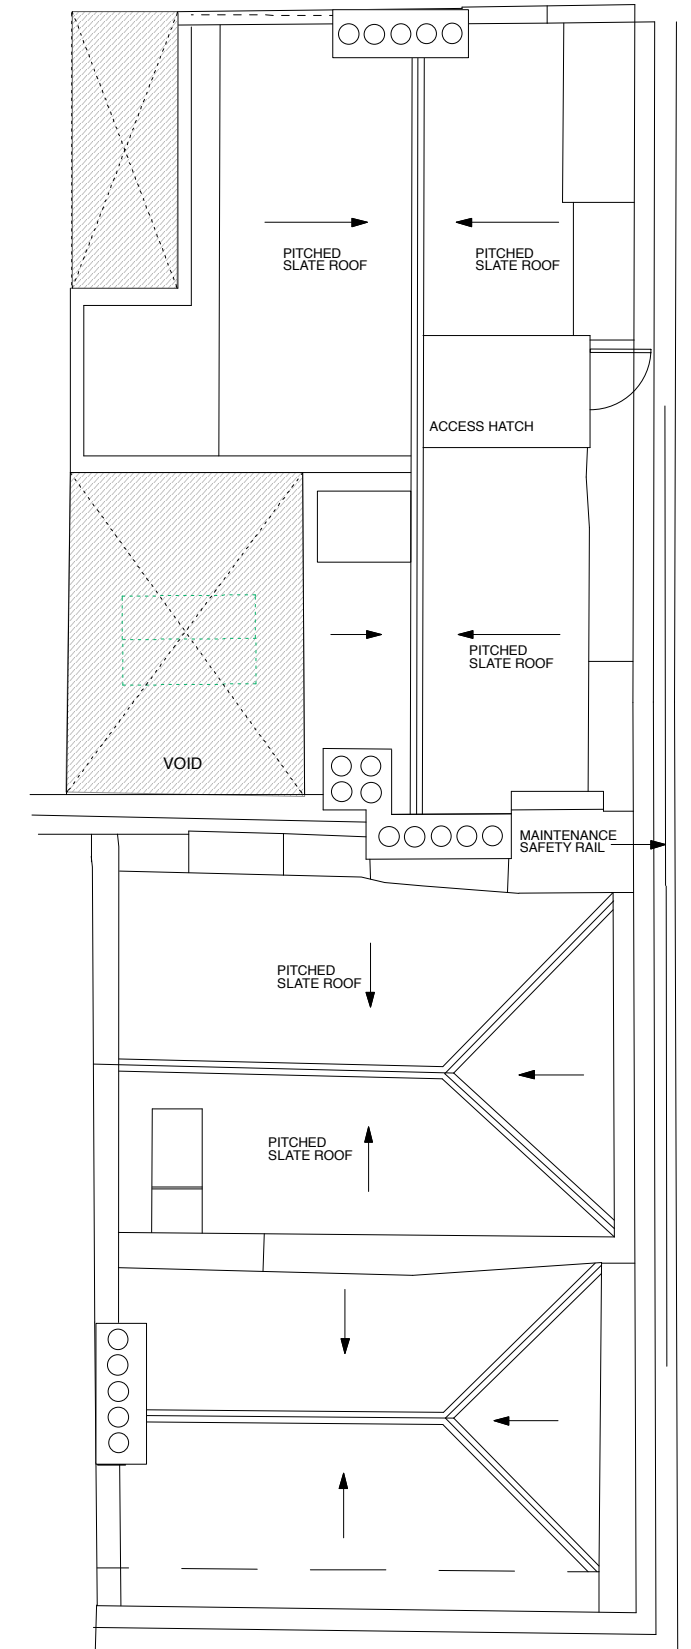 PITCHED
SLATE ROOF
PITCHED
SLATE ROOF
ACCESS HATCH
PITCHED
SLATE ROOF
VOID
MAINTENANCE
SAFETY RAIL
PITCHED
SLATE ROOF
PITCHED
SLATE ROOF